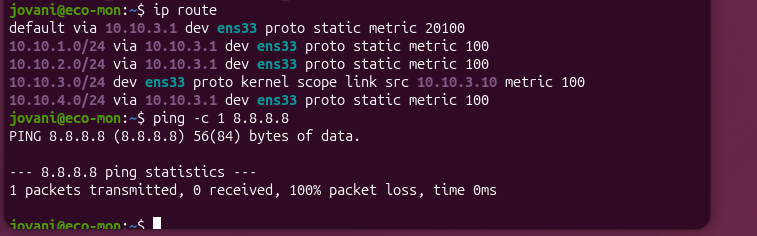 jovani@eco-mon:~$ ip route
default via 10.10.3.1 dev ens33 proto static metric 20100
10.10.1.0/24 via 10.10.3.1 dev ens33 proto static metric 100
10.10.2.0/24 via 10.10.3.1 dev ens33 proto static metric 100
10.10.3.0/24 dev ens33 proto kernel scope link src 10.10.3.10 metric 100
10.10.4.0/24 via 10.10.3.1 dev ens33 proto static metric 100
jovani@eco-mon:~$ ping -c 1 8.8.8.8
PING 8.8.8.8 (8.8.8.8) 56(84) bytes of data.
--- 8.8.8.8 ping statistics ---
1 packets transmitted, 0 received, 100% packet loss, time 0ms
jovani@eco-mon:~$